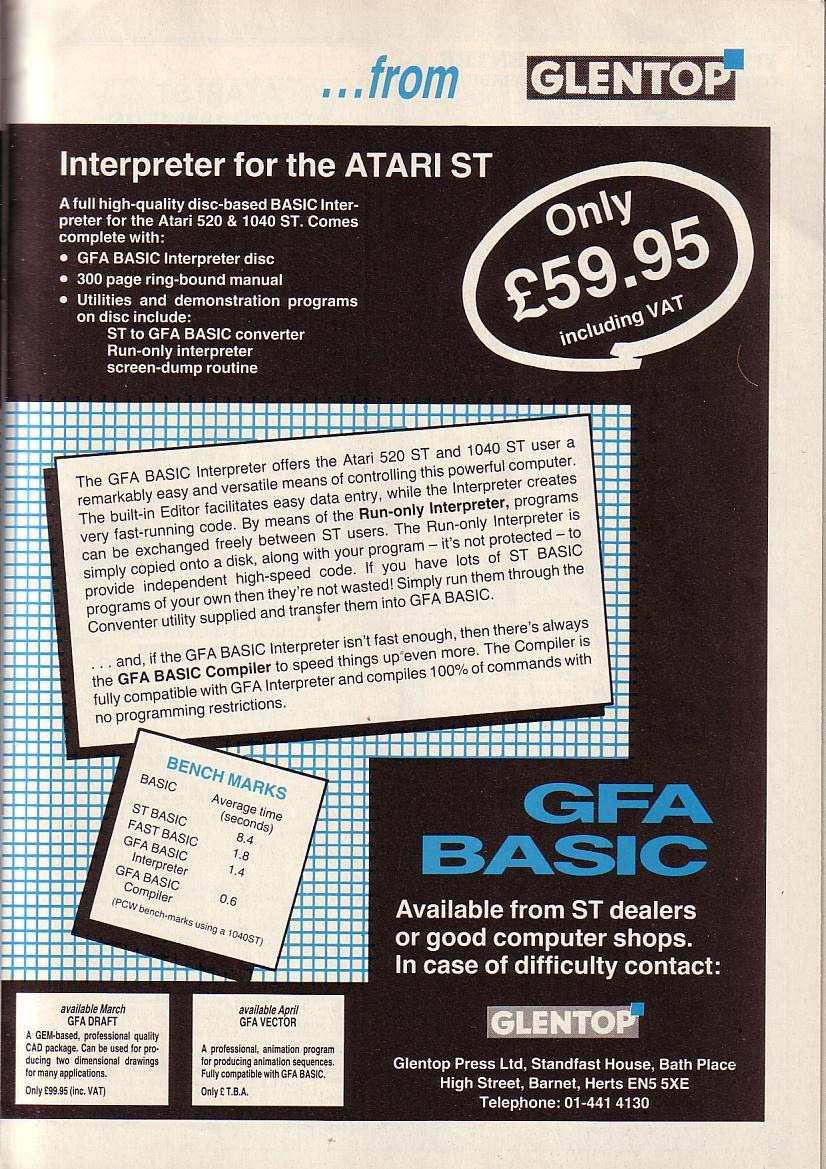 ...from GLENTOP
Interpreter for the ATARI ST
A full high-quality disc-based BASIC Inter-
preter for the Atari 520 & 1040 ST. Comes
complete with:
• GFA BASIC Interpreter disc
• 300 page ring-bound manual
• Utilities and demonstration programs
on disc include:
ST to GFA BASIC converter
Run-only interpreter
screen-dump routine
Only
£59.95
including VAT
The GFA BASIC Interpreter offers the Atari 520 ST and 1040 ST user a
remarkably easy and versatile means of controlling this powerful computer.
The built-in Editor facilitates easy data entry, while the Interpreter creates
very fast-running code. By means of the Run-only Interpreter, programs
can be exchanged freely between ST users. The Run-only Interpreter is
simply copied onto a disk, along with your program – it's not protected – to
provide independent high-speed code. If you have lots of ST BASIC
programs of your own then they're not wasted! Simply run them through the
Conventer utility supplied and transfer them into GFA BASIC.
. . . and, if the GFA BASIC Interpreter isn't fast enough, then there's always
the GFA BASIC Compiler to speed things up even more. The Compiler is
fully compatible with GFA Interpreter and compiles 100% of commands with
no programming restrictions.
BENCH MARKS
BASIC Average time
(seconds)
ST BASIC 8.4
FAST BASIC 1.8
GFA BASIC
Interpreter 1.4
GFA BASIC
Compiler 0.6
(PCW bench-marks using a 1040ST)
GFA
BASIC
Available from ST dealers
or good computer shops.
In case of difficulty contact:
available March
GFA DRAFT
A GEM-based, professional quality
CAD package. Can be used for pro-
ducing two dimensional drawings
for many applications.
Only £99.95 (inc. VAT)
available April
GFA VECTOR
A professional, animation program
for producing animation sequences.
Fully compatible with GFA BASIC.
Only £ T.B.A.
GLENTOP
Glentop Press Ltd, Standfast House, Bath Place
High Street, Barnet, Herts EN5 5XE
Telephone: 01-441 4130